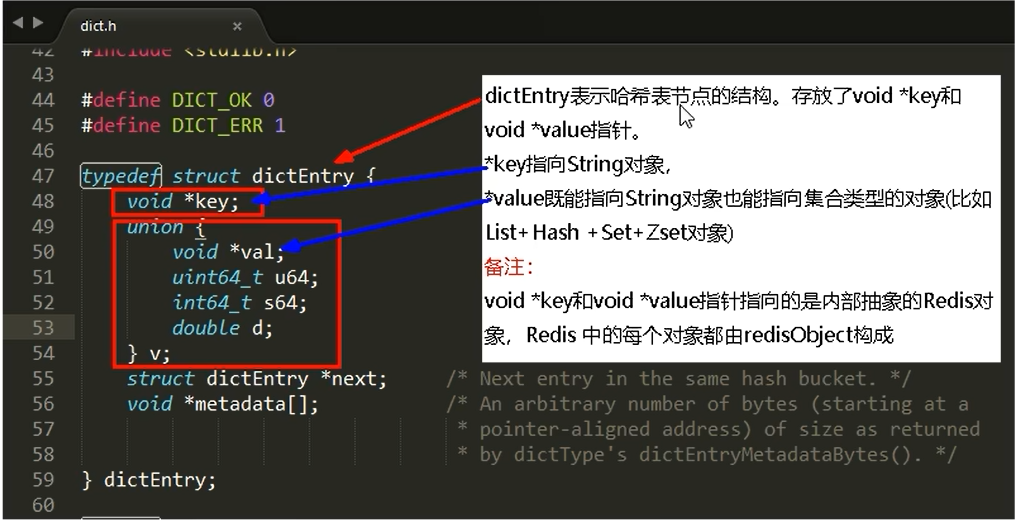 dict.h ×
42 #include <stdlib.h>
43
44 #define DICT_OK 0
45 #define DICT_ERR 1
46
47 typedef struct dictEntry {
48 void *key;
49 union {
50 void *val;
51 uint64_t u64;
52 int64_t s64;
53 double d;
54 } v;
55 struct dictEntry *next; /* Next entry in the same hash bucket. */
56 void *metadata[]; /* An arbitrary number of bytes (starting at a
57 * pointer-aligned address) of size as returned
58 * by dictType's dictEntryMetadataBytes(). */
59 } dictEntry;
60
dictEntry表示哈希表节点的结构。存放了void *key和
void *value指针。
*key指向String对象,
*value既能指向String对象也能指向集合类型的对象(比如
List+ Hash +Set+Zset对象)
备注：
void *key和void *value指针指向的是内部抽象的Redis对
象，Redis 中的每个对象都由redisObject构成